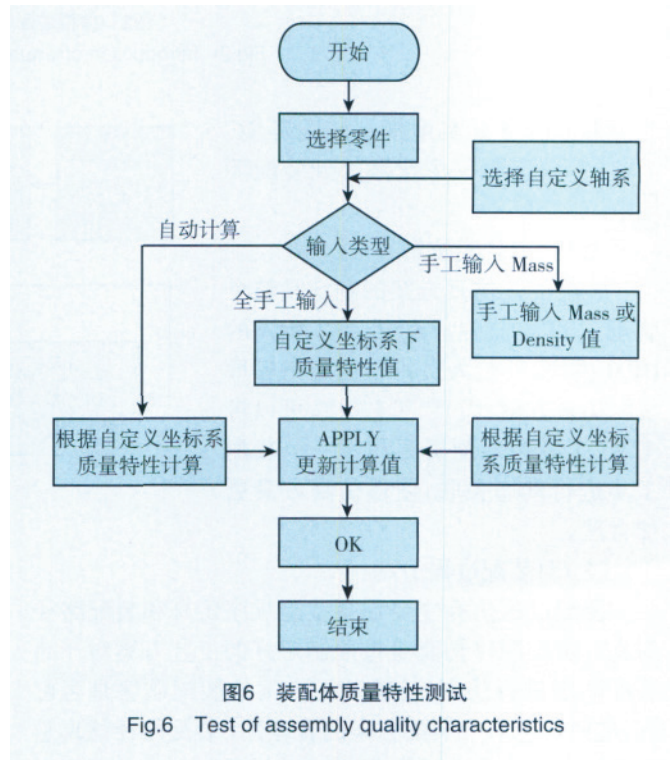 开始
选择零件
选择自定义轴系
自动计算
输入类型
手工输入 Mass
全手工输入
手工输入 Mass 或
Density 值
自定义坐标系下
质量特性值
根据自定义坐标系
质量特性计算
APPLY
更新计算值
根据自定义坐标
系质量特性计算
OK
结束
图6 装配体质量特性测试
Fig.6 Test of assembly quality characteristics